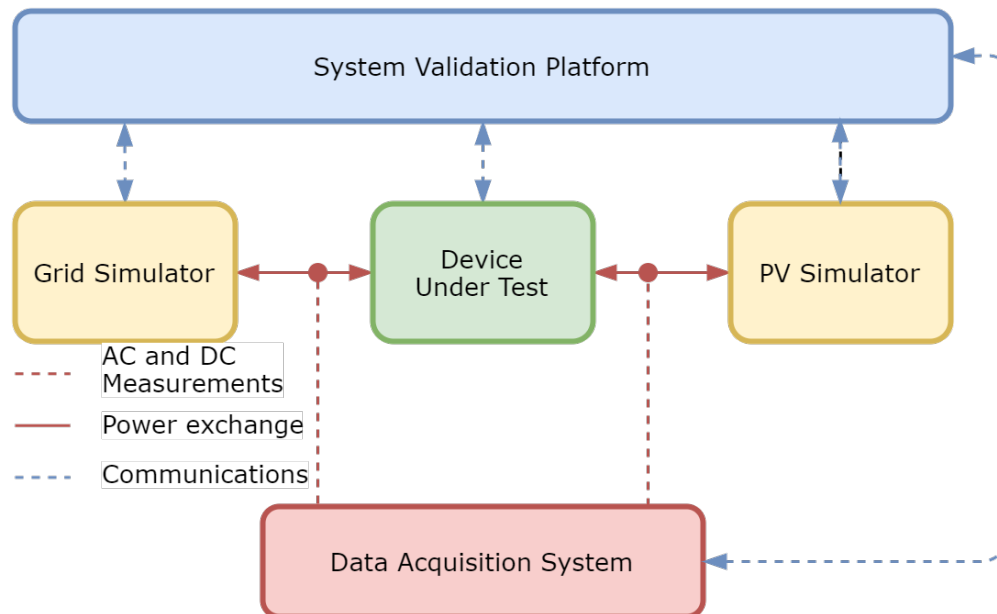 System Validation Platform
Grid Simulator
Device
Under Test
PV Simulator
AC and DC
Measurements
Power exchange
Communications
Data Acquisition System